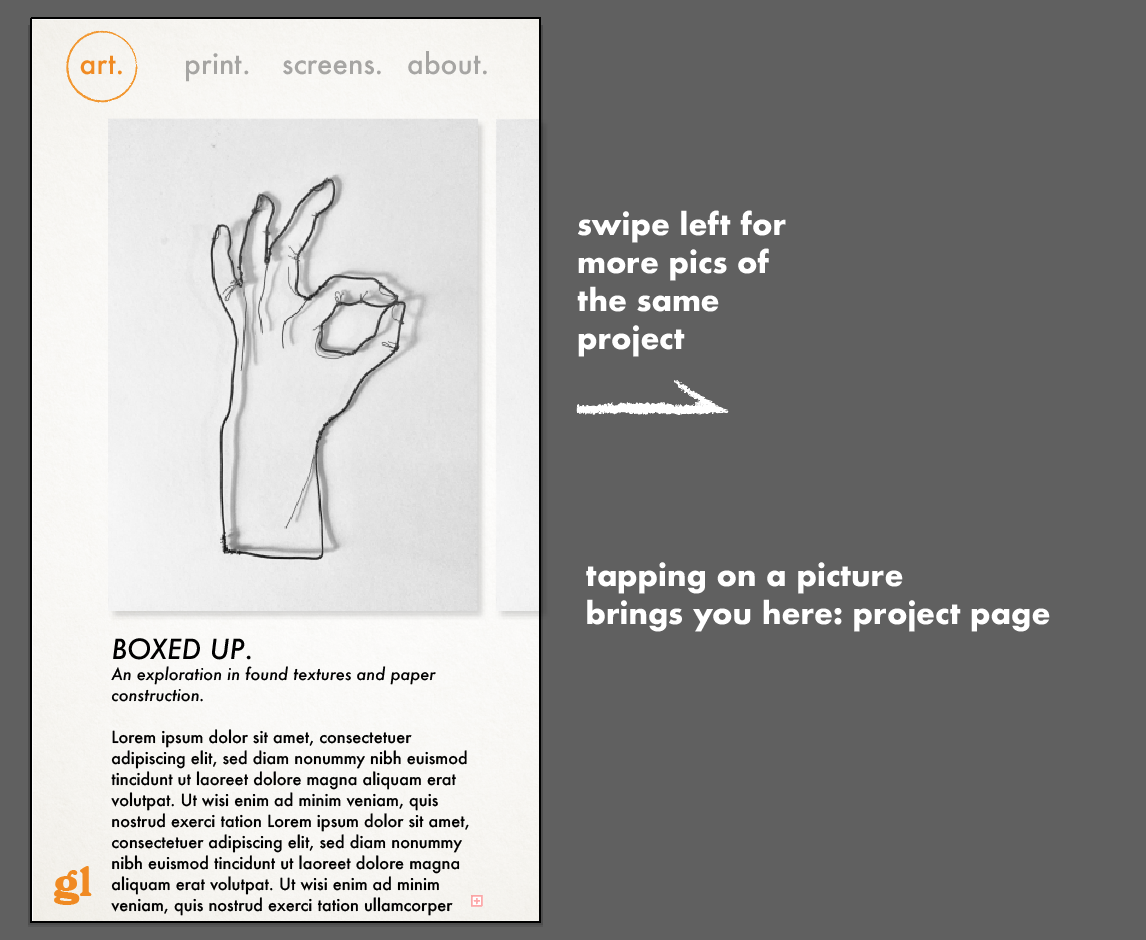 art. print. screens. about.
swipe left for
more pics of
the same
project
tapping on a picture
brings you here: project page
BOXED UP.
An exploration in found textures and paper
construction.
Lorem ipsum dolor sit amet, consectetuer
adipiscing elit, sed diam nonummy nibh euismod
tincidunt ut laoreet dolore magna aliquam erat
volutpat. Ut wisi enim ad minim veniam, quis
nostrud exerci tation Lorem ipsum dolor sit amet,
consectetuer adipiscing elit, sed diam nonummy
nibh euismod tincidunt ut laoreet dolore magna
aliquam erat volutpat. Ut wisi enim ad minim
veniam, quis nostrud exerci tation ullamcorper
gl